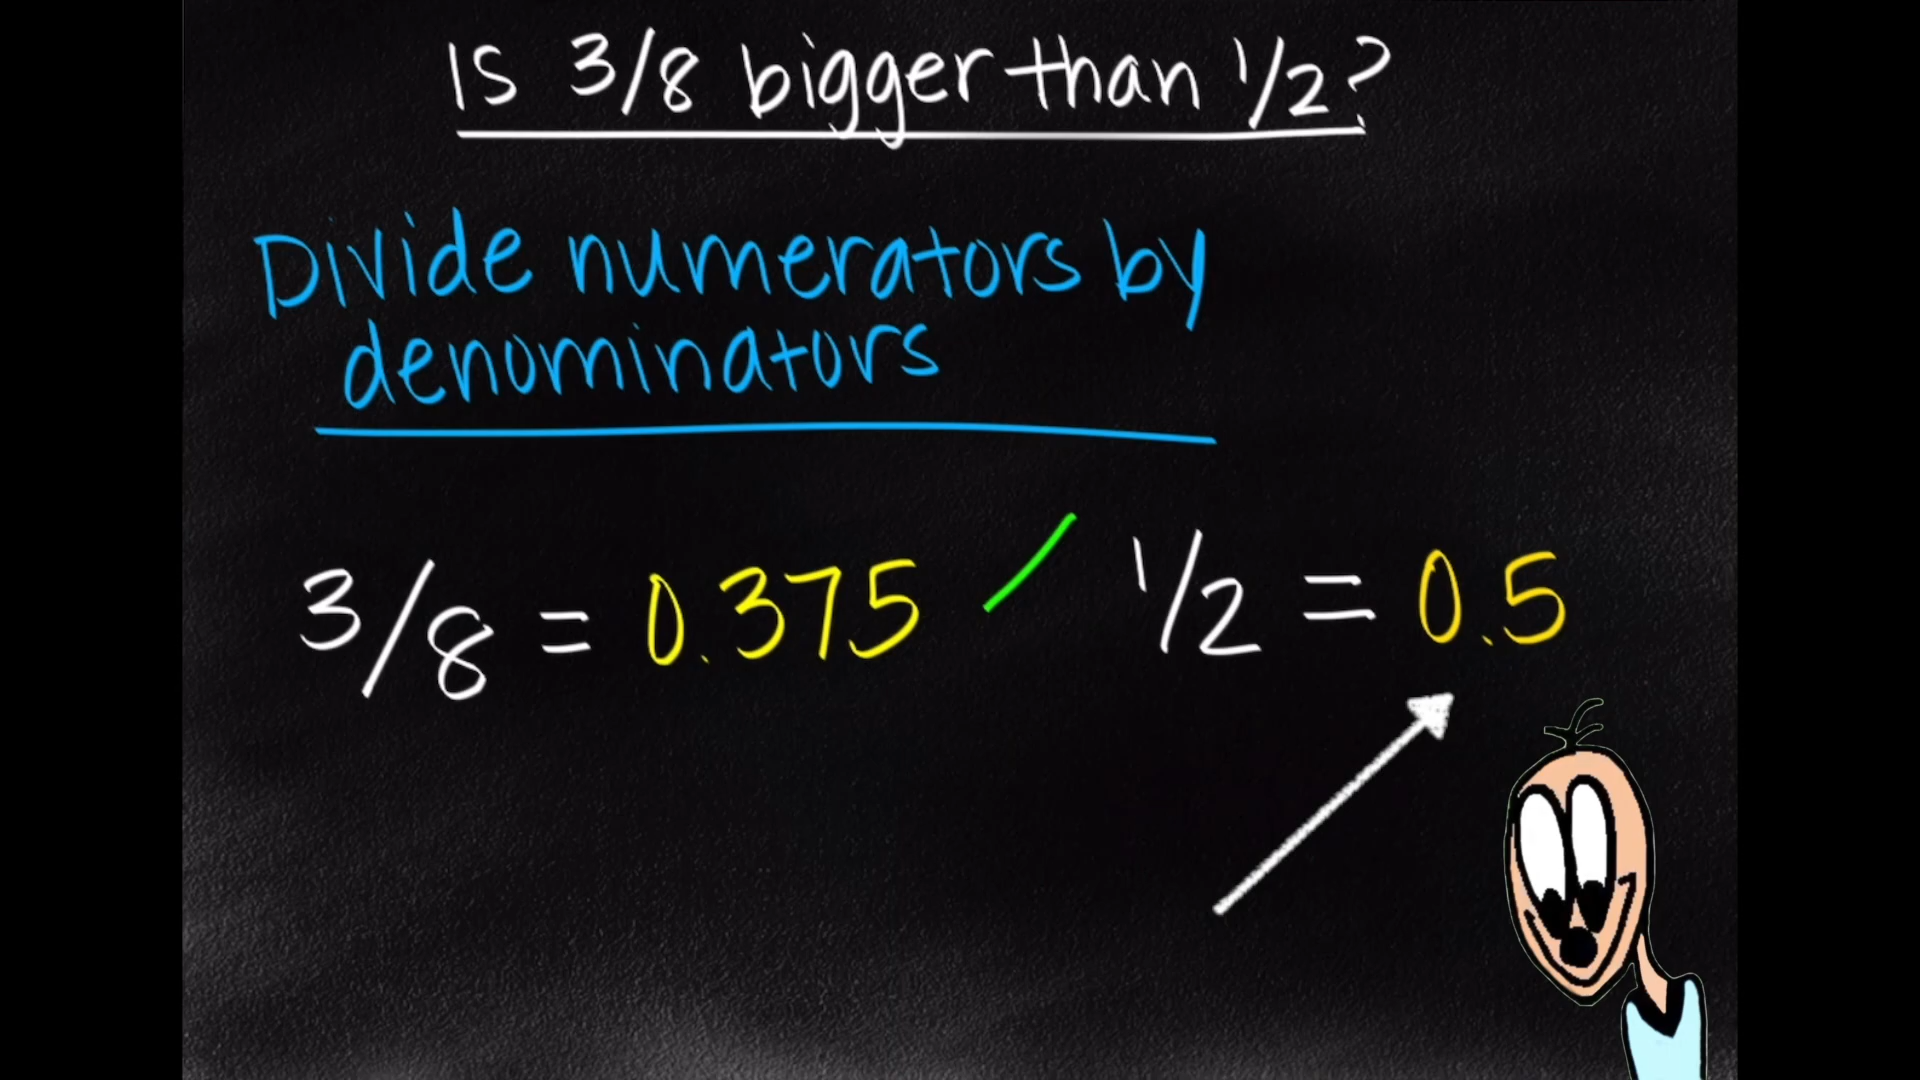 Is 3/8 bigger than 1/2?
Divide numerators by
denominators
3/8 = 0.375 1/2 = 0.5